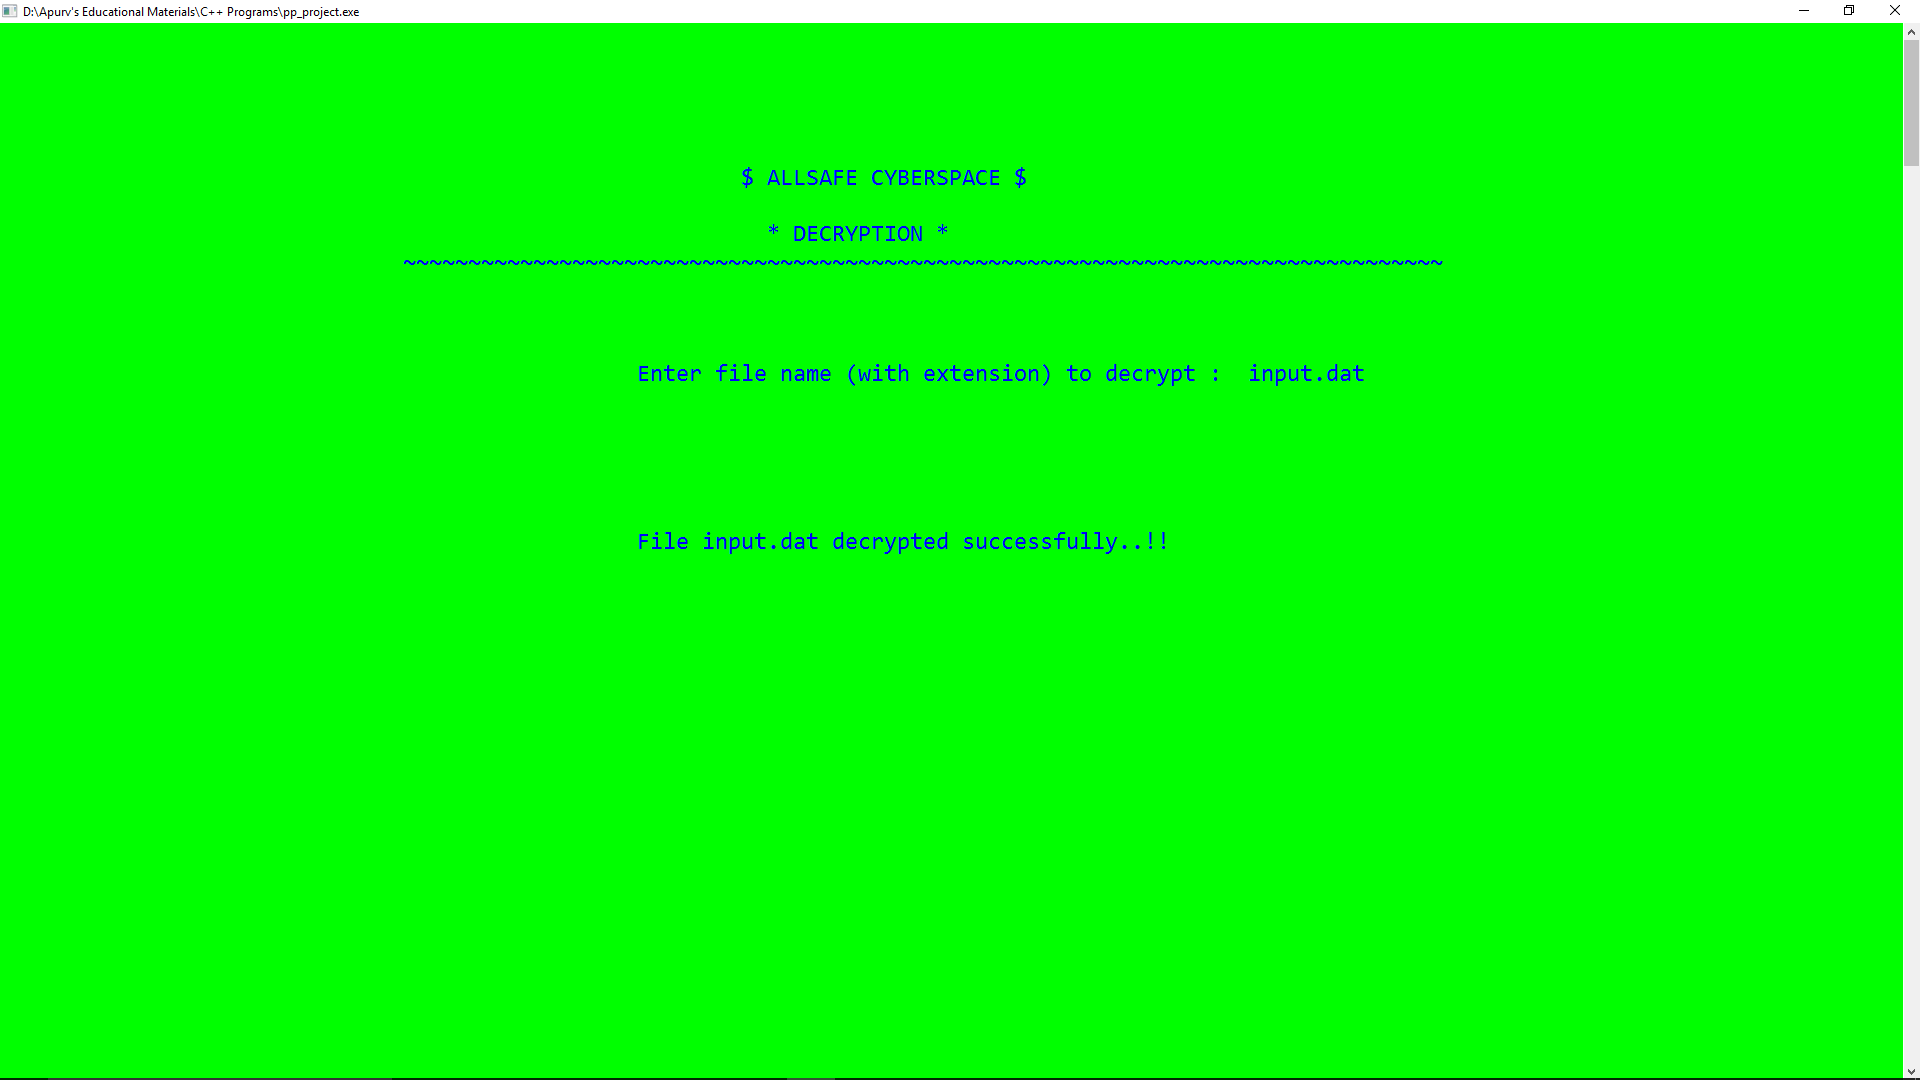 D:\Apurv's Educational Materials\C++ Programs\pp_project.exe
$ ALLSAFE CYBERSPACE $
* DECRYPTION *
~~~~~~~~~~~~~~~~~~~~~~~~~~~~~~~~~~~~~~~~~~~~~~~~~~~~~~~~~~~~~~~~~~~~~~~~~~~~~~~~
Enter file name (with extension) to decrypt :  input.dat
File input.dat decrypted successfully..!!